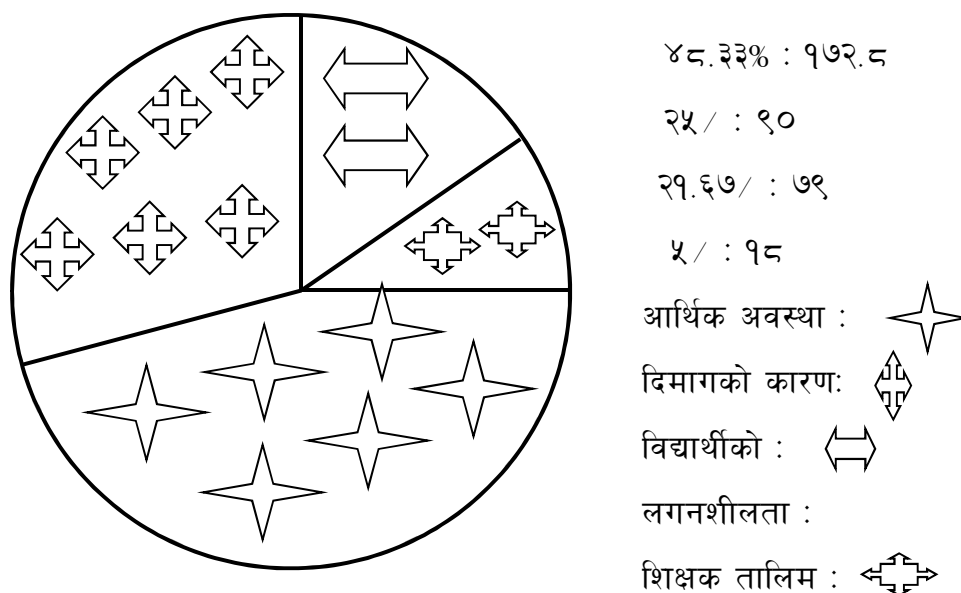 ४८.३३% : १७२.८
२५/ : ९०
२१.६७/ : ७९
५/ : १८
आर्थिक अवस्था :
दिमागको कारणः
विद्यार्थीको :
लगनशीलता :
शिक्षक तालिम :